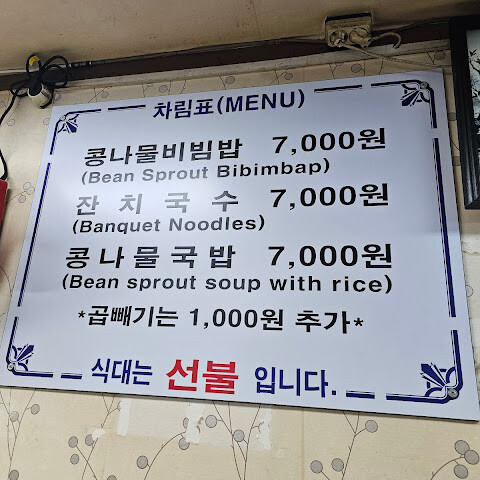 차림표(MENU)
콩나물비빔밥 7,000원
(Bean Sprout Bibimbap)
잔치국수 7,000원
(Banquet Noodles)
콩나물국밥 7,000원
(Bean sprout soup with rice)
*곱빼기는 1,000원 추가*
식대는 선불 입니다.